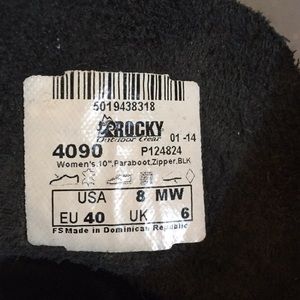 5019438318
ROCKY
Outdoor Gear
01-14
4090 P124824
Women's.10",Paraboot,Zipper,BLK
USA 8 MW
EU 40 UK 6
FS Made in Dominican Republic